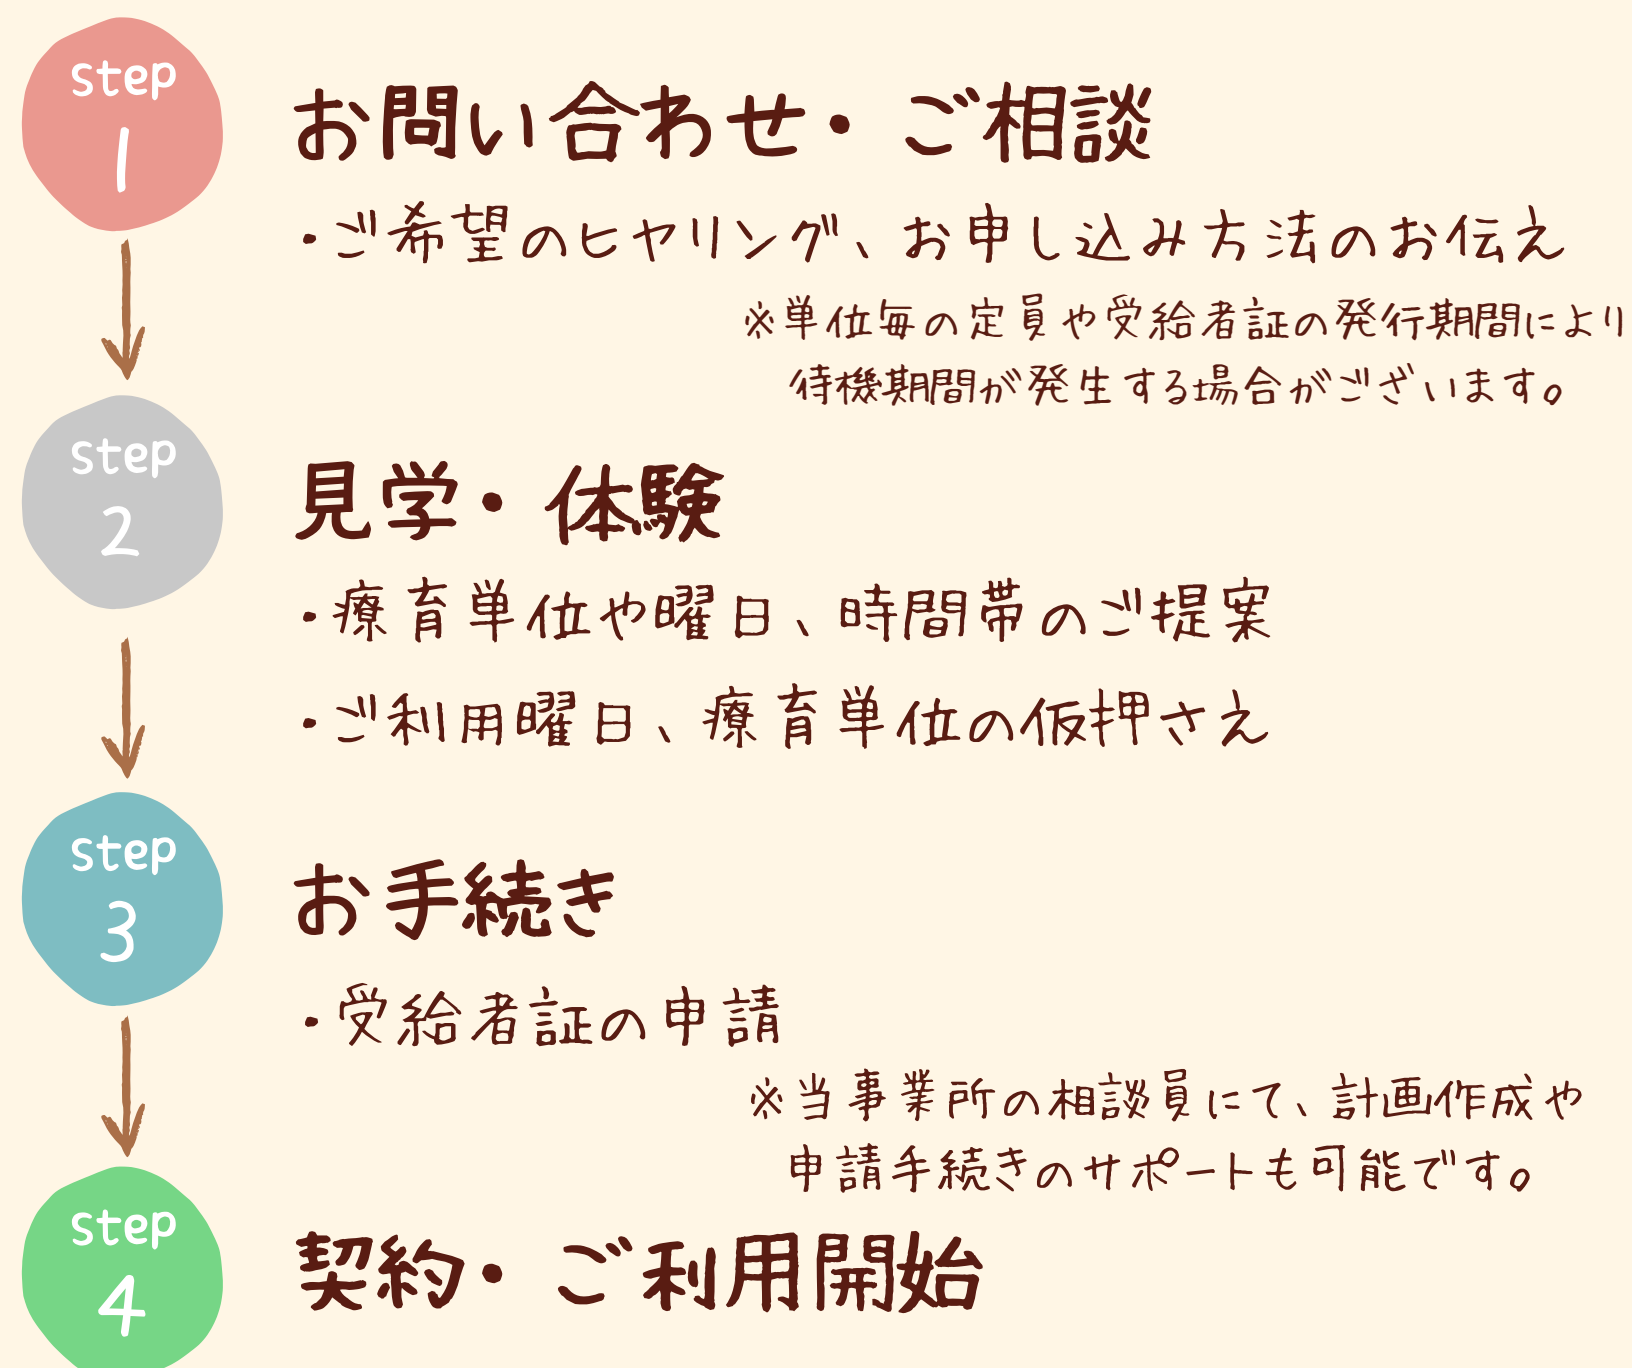 Step
1
お問い合わせ・ご相談
・ご希望のヒヤリング、お申し込み方法のお伝え
※単位毎の定員や受給者証の発行期間により
待機期間が発生する場合がございます。
Step
2
見学・体験
・療育単位や曜日、時間帯のご提案
・ご利用曜日、療育単位の仮押さえ
Step
3
お手続き
・受給者証の申請
※当事業所の相談員にて、計画作成や
申請手続きのサポートも可能です。
Step
4
契約・ご利用開始